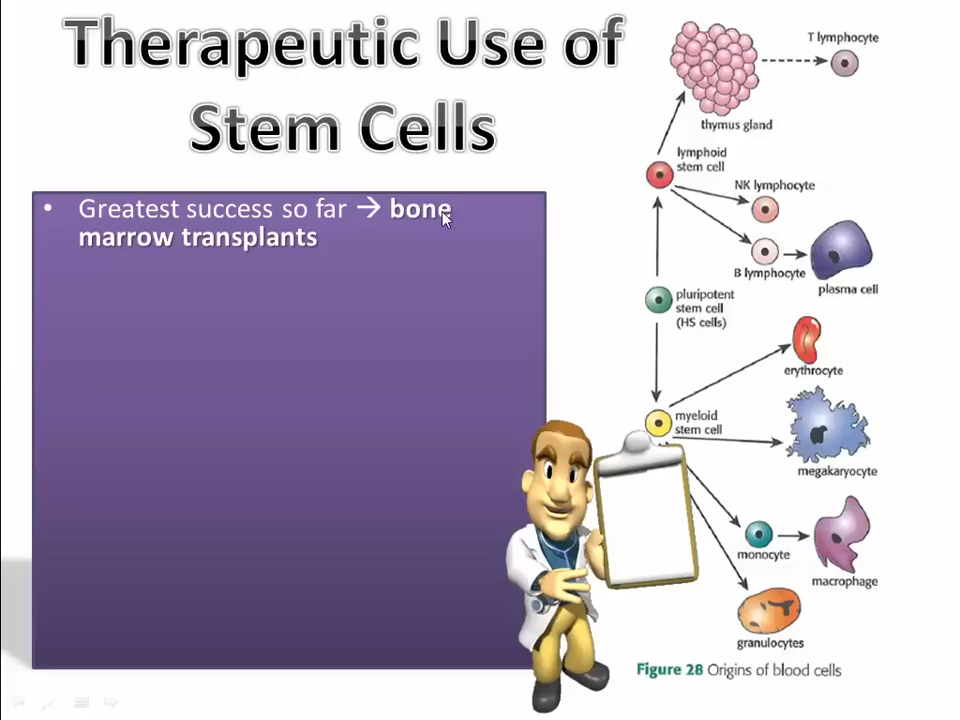 Therapeutic Use of
Stem Cells
• Greatest success so far → bone
marrow transplants
T lymphocyte
thymus gland
lymphoid
stem cell
NK lymphocyte
B lymphocyte
plasma cell
pluripotent
stem cell
(HS cells)
erythrocyte
myeloid
stem cell
megakaryocyte
monocyte
macrophage
granulocytes
Figure 28 Origins of blood cells